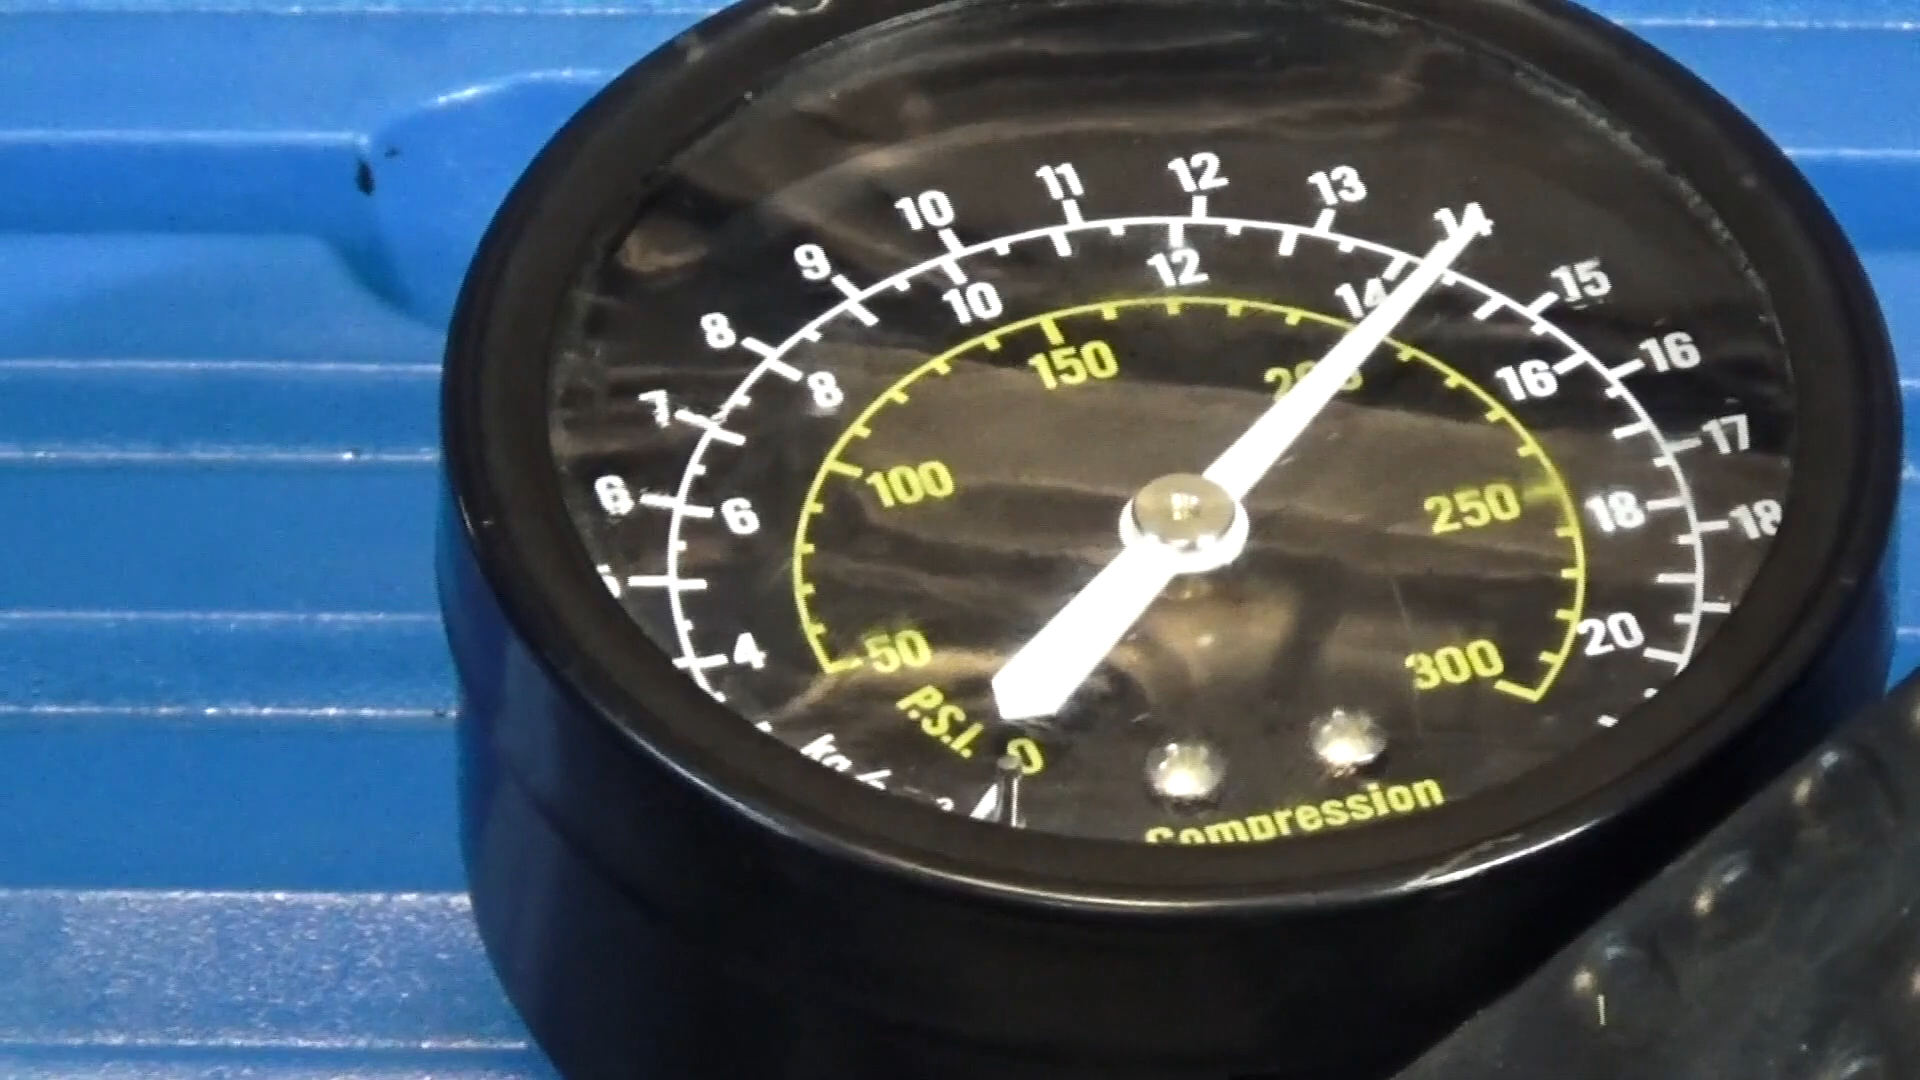 6 7 8 9 10 11 12 13 14 15 16 17 18
4 6 8 10 12 14 16 18 20
50 100 150 200 250 300
P.S.I.
0
Compression